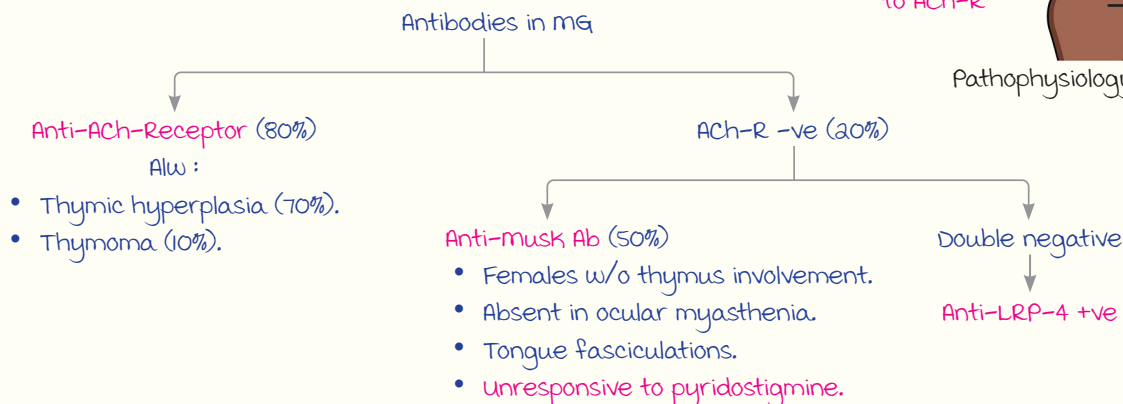 to ACh-R
Antibodies in MG
Pathophysiology
Anti-ACh-Receptor (80%)
ACh-R -ve (20%)
A/w :
• Thymic hyperplasia (70%).
• Thymoma (10%).
Anti-musk Ab (50%)
Double negative
• Females w/o thymus involvement.
• Absent in ocular myasthenia.
Anti-LRP-4 +ve
• Tongue fasciculations.
• Unresponsive to pyridostigmine.